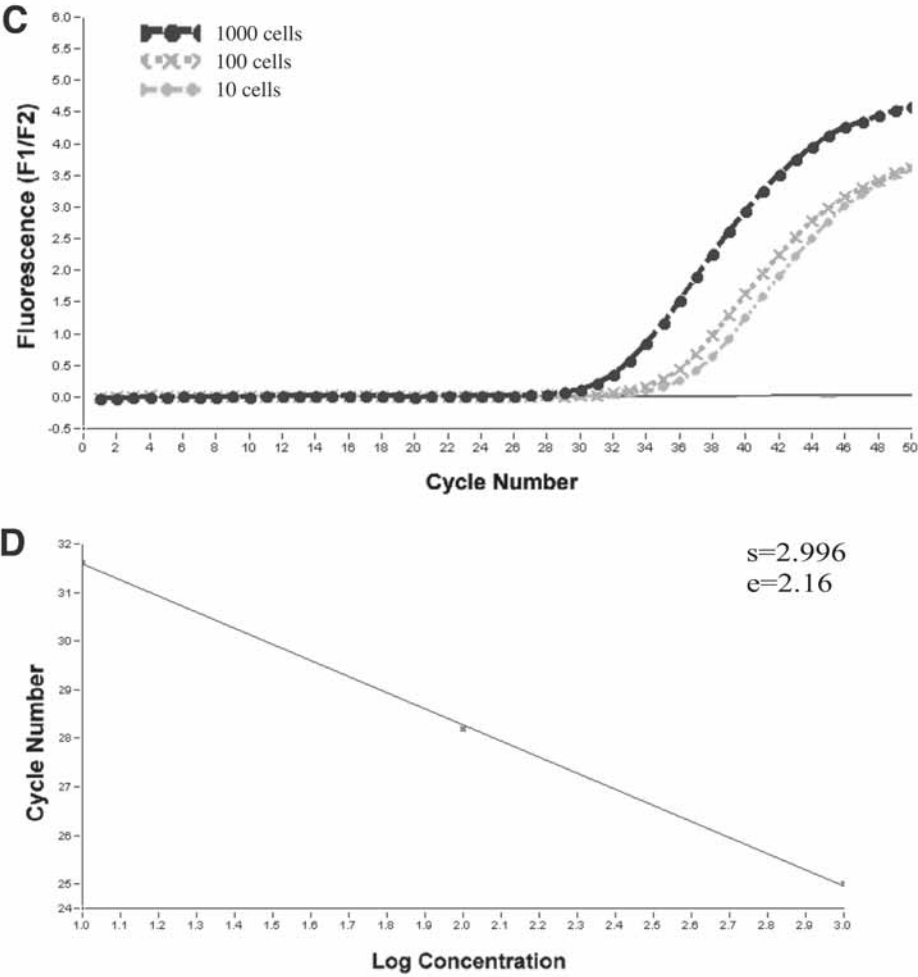 C
6.0
1000 cells
5.5
100 cells
5.0
10 cells
4.5
4.0
3.5
3.0
2.5
2.0
1.5
1.0
0.5
0.0
-0.5
Fluorescence (F1/F2)
0 2 4 6 8 10 12 14 16 18 20 22 24 26 28 30 32 34 36 38 40 42 44 46 48 50
Cycle Number
D
32
s=2.996
e=2.16
31
30
29
28
27
26
25
24
Cycle Number
1.0 1.1 1.2 1.3 1.4 1.5 1.6 1.7 1.8 1.9 2.0 2.1 2.2 2.3 2.4 2.5 2.6 2.7 2.8 2.9 3.0
Log Concentration